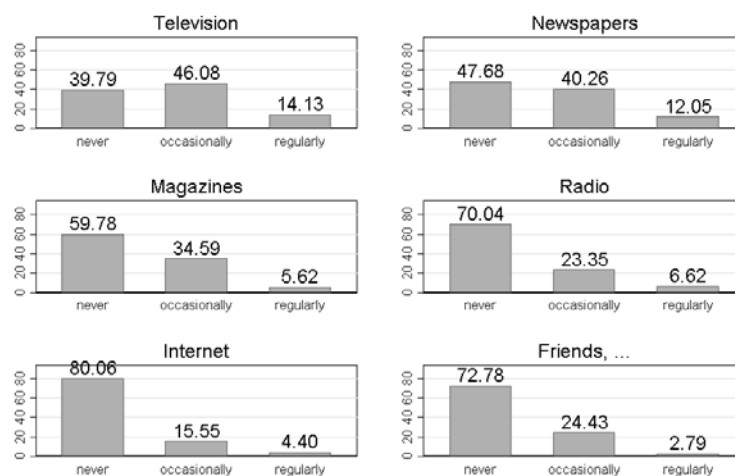 Television
80
60
40
20
0
39.79 46.08 14.13
never occasionally regularly
Newspapers
80
60
40
20
0
47.68 40.26 12.05
never occasionally regularly
Magazines
80
60
40
20
0
59.78 34.59 5.62
never occasionally regularly
Radio
80
60
40
20
0
70.04 23.35 6.62
never occasionally regularly
Internet
80
60
40
20
0
80.06 15.55 4.40
never occasionally regularly
Friends, ...
80
60
40
20
0
72.78 24.43 2.79
never occasionally regularly